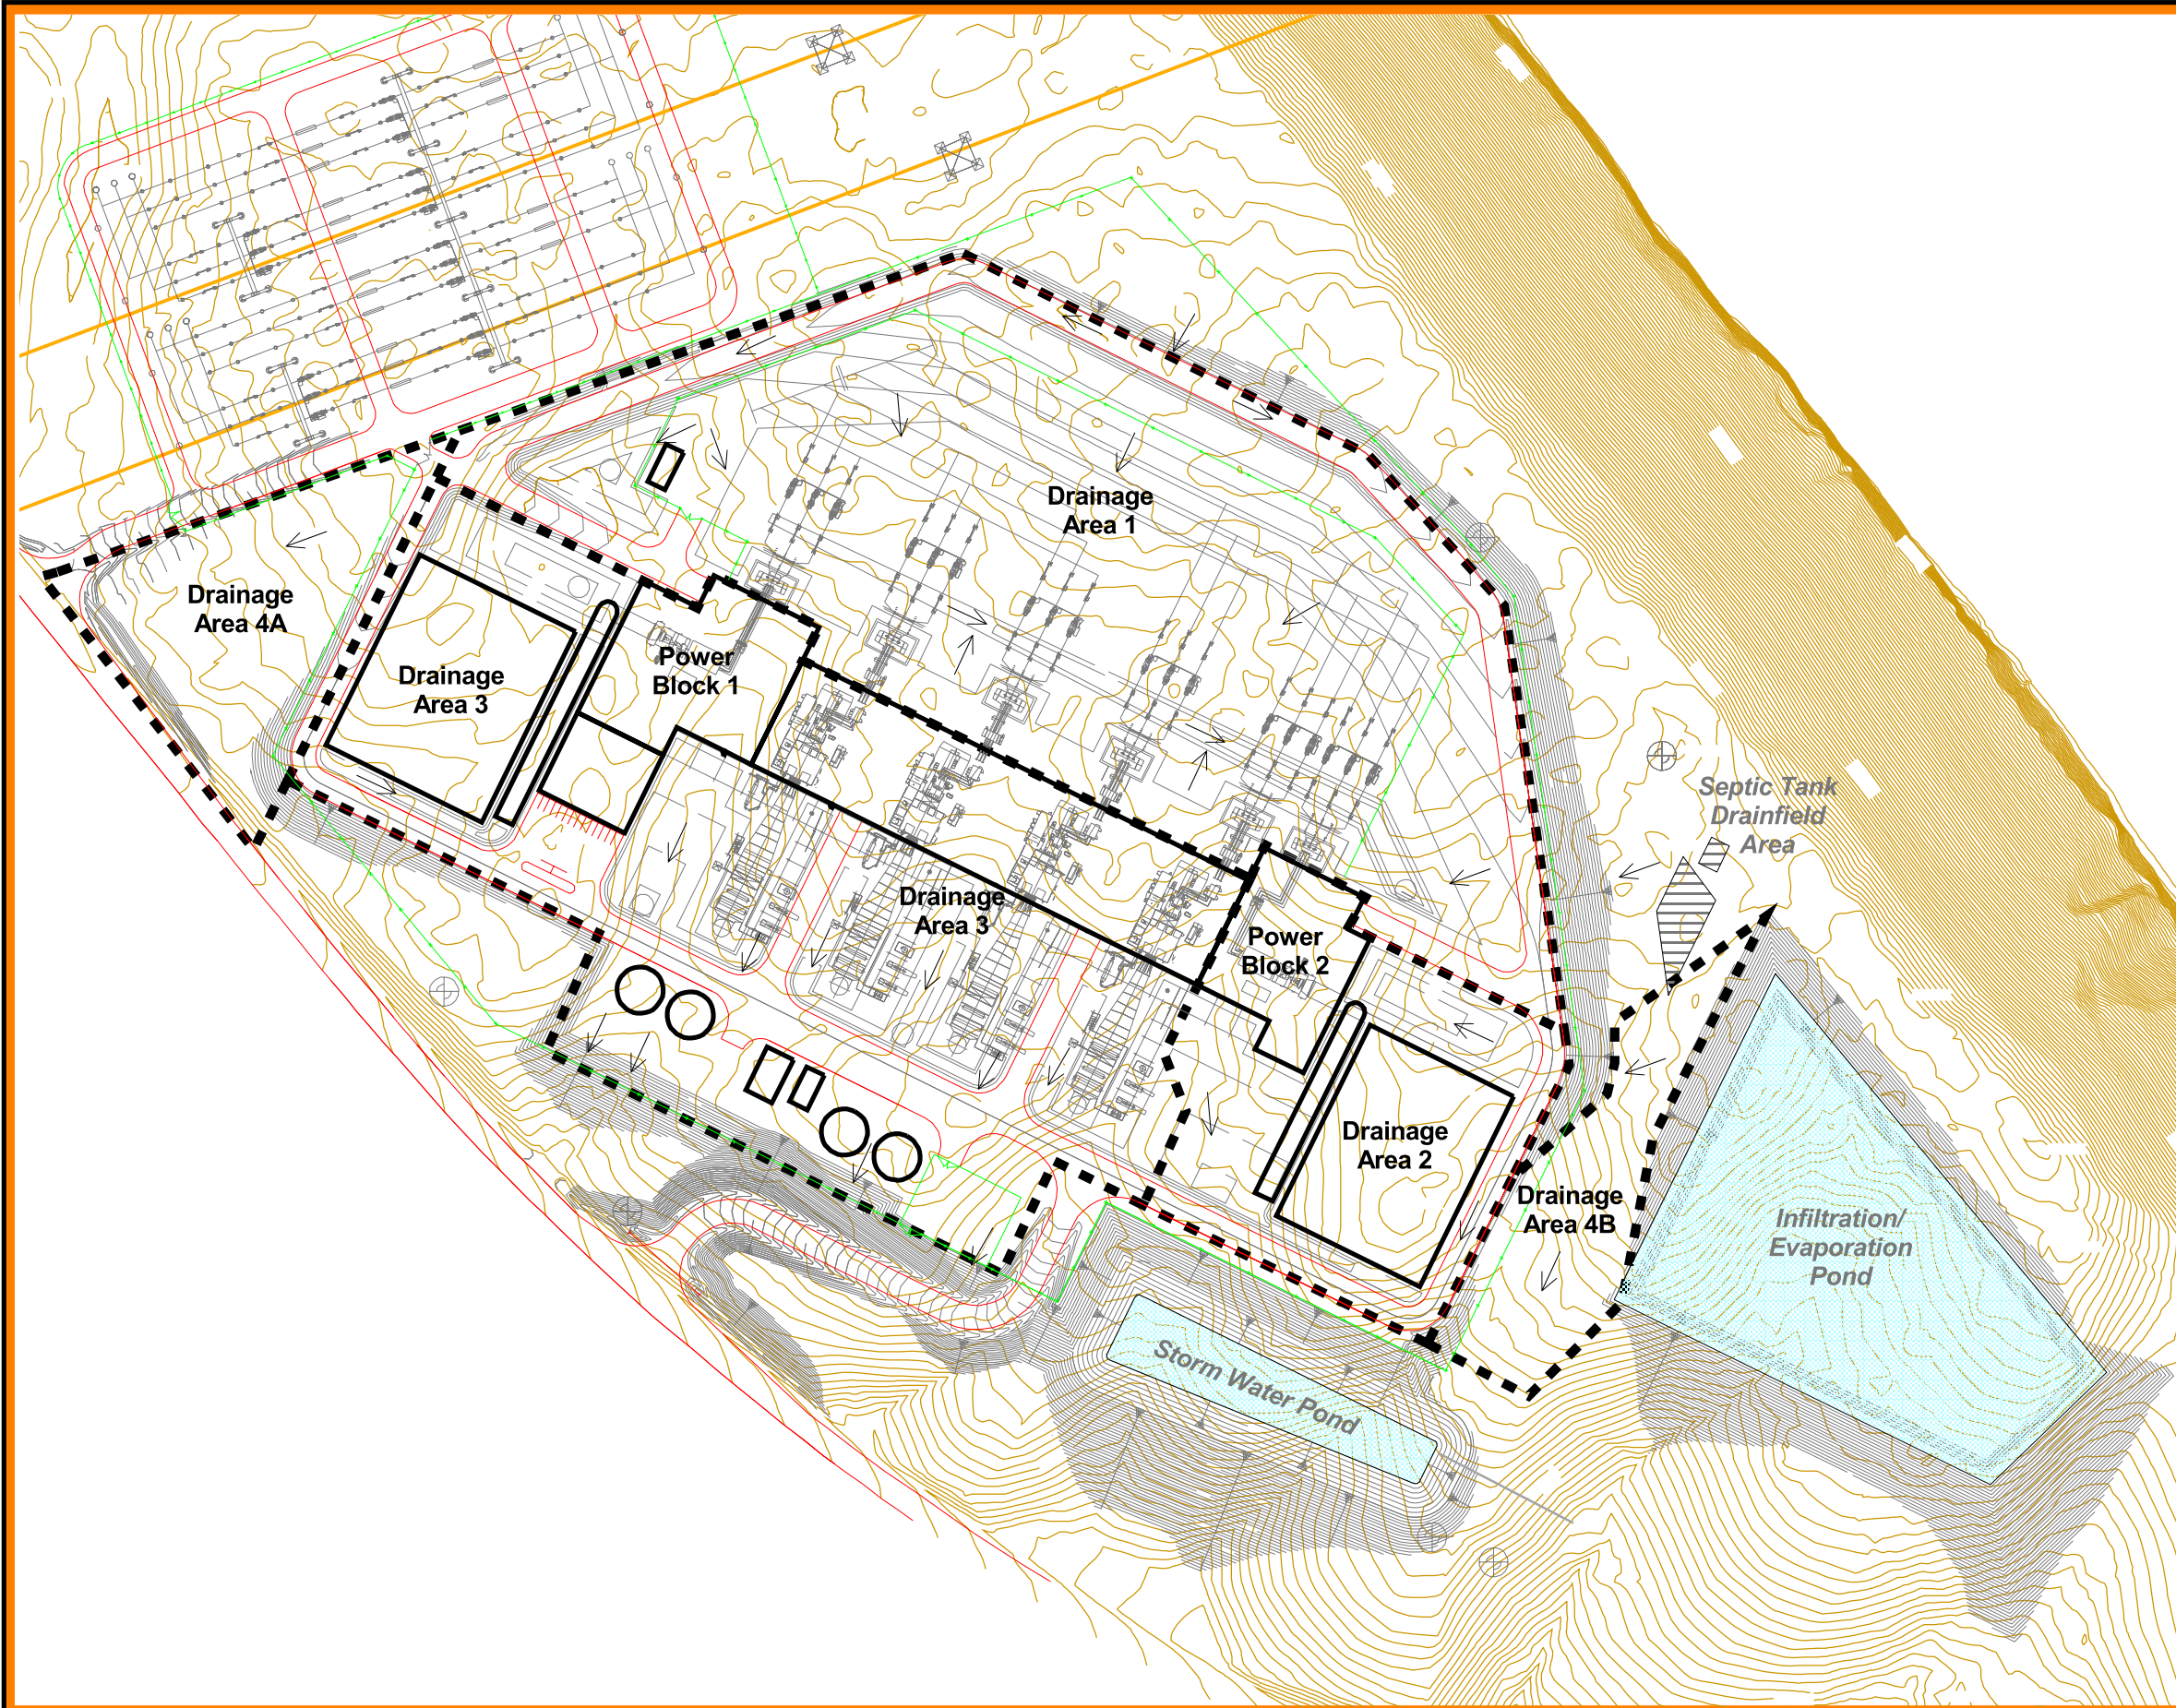 Drainage
Area 1
Drainage
Area 4A
Drainage
Area 3
Power
Block 1
Septic Tank
Drainfield
Area
Drainage
Area 3
Power
Block 2
Drainage
Area 2
Drainage
Area 4B
Infiltration/
Evaporation
Pond
Storm Water Pond